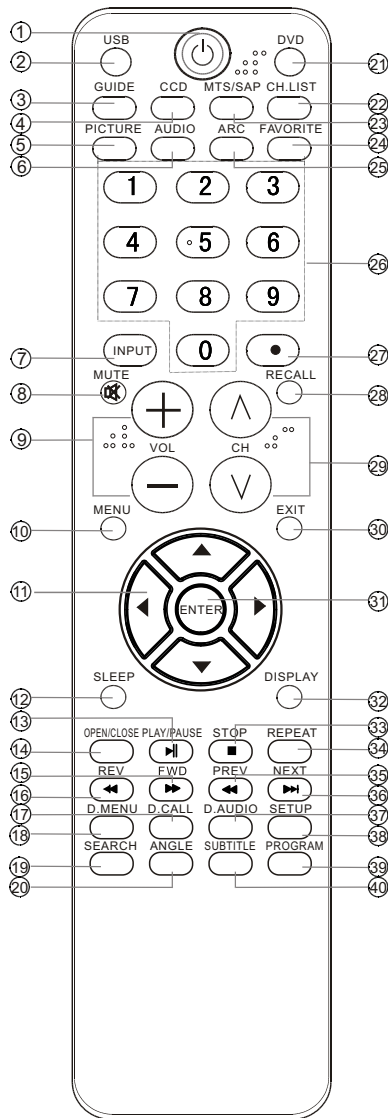 1
USB DVD
2 21
GUIDE CCD MTS/SAP CH.LIST
3 22
4 23
PICTURE AUDIO ARC FAVORITE
5 24
6 25
1 2 3
4 5 6
26
7 8 9
7 INPUT 0 27
MUTE RECALL
8 28
9 VOL CH 29
MENU EXIT
10 30
11 ENTER 31
SLEEP DISPLAY
12 32
13 33
OPEN/CLOSE PLAY/PAUSE STOP REPEAT
14 34
15 REV FWD PREV NEXT 35
16 36
17 D.MENU D.CALL D.AUDIO SETUP 37
18 38
SEARCH ANGLE SUBTITLE PROGRAM
19 39
20 40